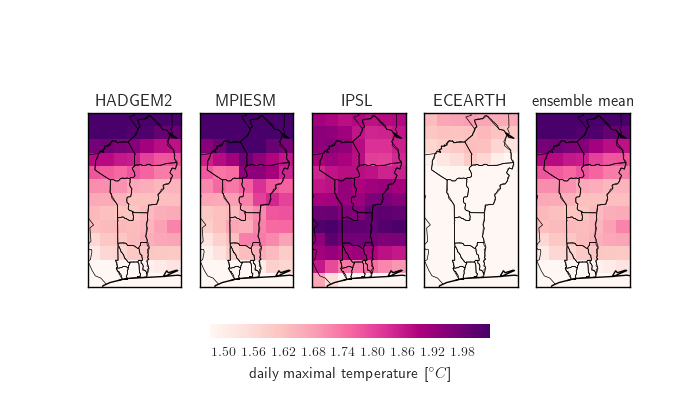 HADGEM2 MPIESM IPSL ECEARTH ensemble mean
1.50 1.56 1.62 1.68 1.74 1.80 1.86 1.92 1.98
daily maximal temperature [°C]